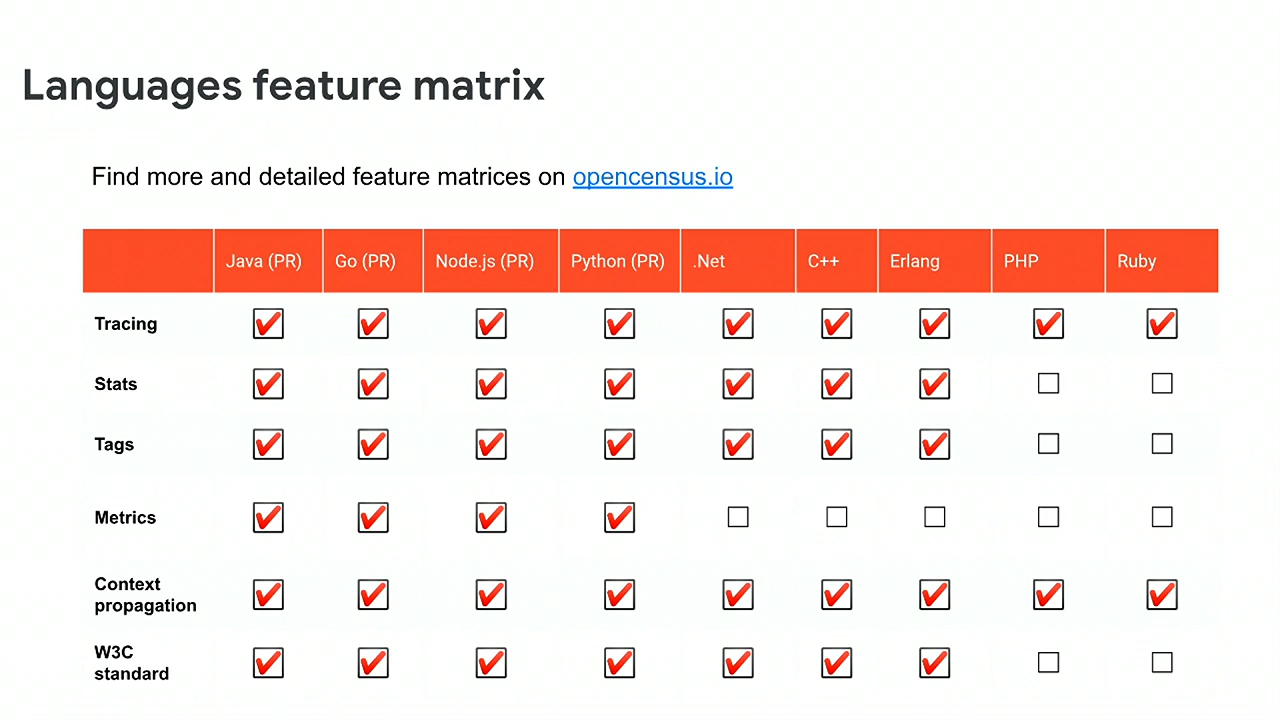 Languages feature matrix
Find more and detailed feature matrices on opencensus.io
Java (PR) Go (PR) Node.js (PR) Python (PR) .Net C++ Erlang PHP Ruby
Tracing ✔ ✔ ✔ ✔ ✔ ✔ ✔ ✔ ✔
Stats ✔ ✔ ✔ ✔ ✔ ✔ ✔ ☐ ☐
Tags ✔ ✔ ✔ ✔ ✔ ✔ ✔ ☐ ☐
Metrics ✔ ✔ ✔ ✔ ☐ ☐ ☐ ☐ ☐
Context
propagation ✔ ✔ ✔ ✔ ✔ ✔ ✔ ✔ ✔
W3C
standard ✔ ✔ ✔ ✔ ✔ ✔ ✔ ☐ ☐